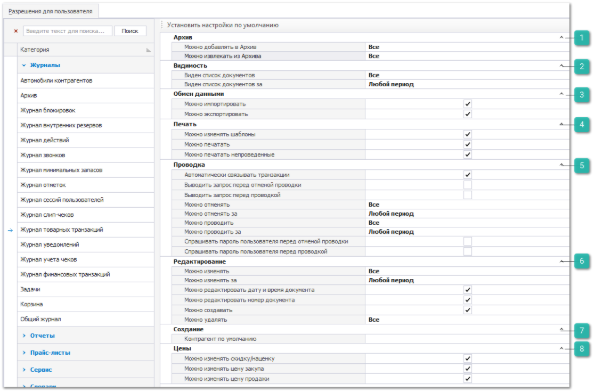 Разрешения для пользователя
Введите текст для поиска...
Поиск
Категория
Журналы
Автомобили контрагентов
Архив
Журнал блокировок
Журнал внутренних резервов
Журнал действий
Журнал звонков
Журнал минимальных запасов
Журнал отметок
Журнал сессий пользователей
Журнал слип-чеков
Журнал товарных транзакций
Журнал уведомлений
Журнал учета чеков
Журнал финансовых транзакций
Задачи
Корзина
Общий журнал
Отчеты
Прайс-листы
Сервис
Установить настройки по умолчанию
Архив 1
Можно добавлять в Архив Все
Можно извлекать из Архива Все
Видимость 2
Виден список документов Все
Виден список документов за Любой период
Обмен данными 3
Можно импортировать
Можно экспортировать
Печать 4
Можно изменять шаблоны
Можно печатать
Можно печатать непроведенные
Проводка 5
Автоматически связывать транзакции
Выводить запрос перед отменой проводки
Выводить запрос перед проводкой
Можно отменять Все
Можно отменять за Любой период
Можно проводить Все
Можно проводить за Любой период
Спрашивать пароль пользователя перед отменой проводки
Спрашивать пароль пользователя перед проводкой
Редактирование 6
Можно изменять Все
Можно изменять за Любой период
Можно редактировать дату и время документа
Можно редактировать номер документа
Можно создавать
Можно удалять Все
Создание 7
Контрагент по умолчанию
Цены 8
Можно изменять скидку/наценку
Можно изменять цену закупа
Можно изменять цену продажи